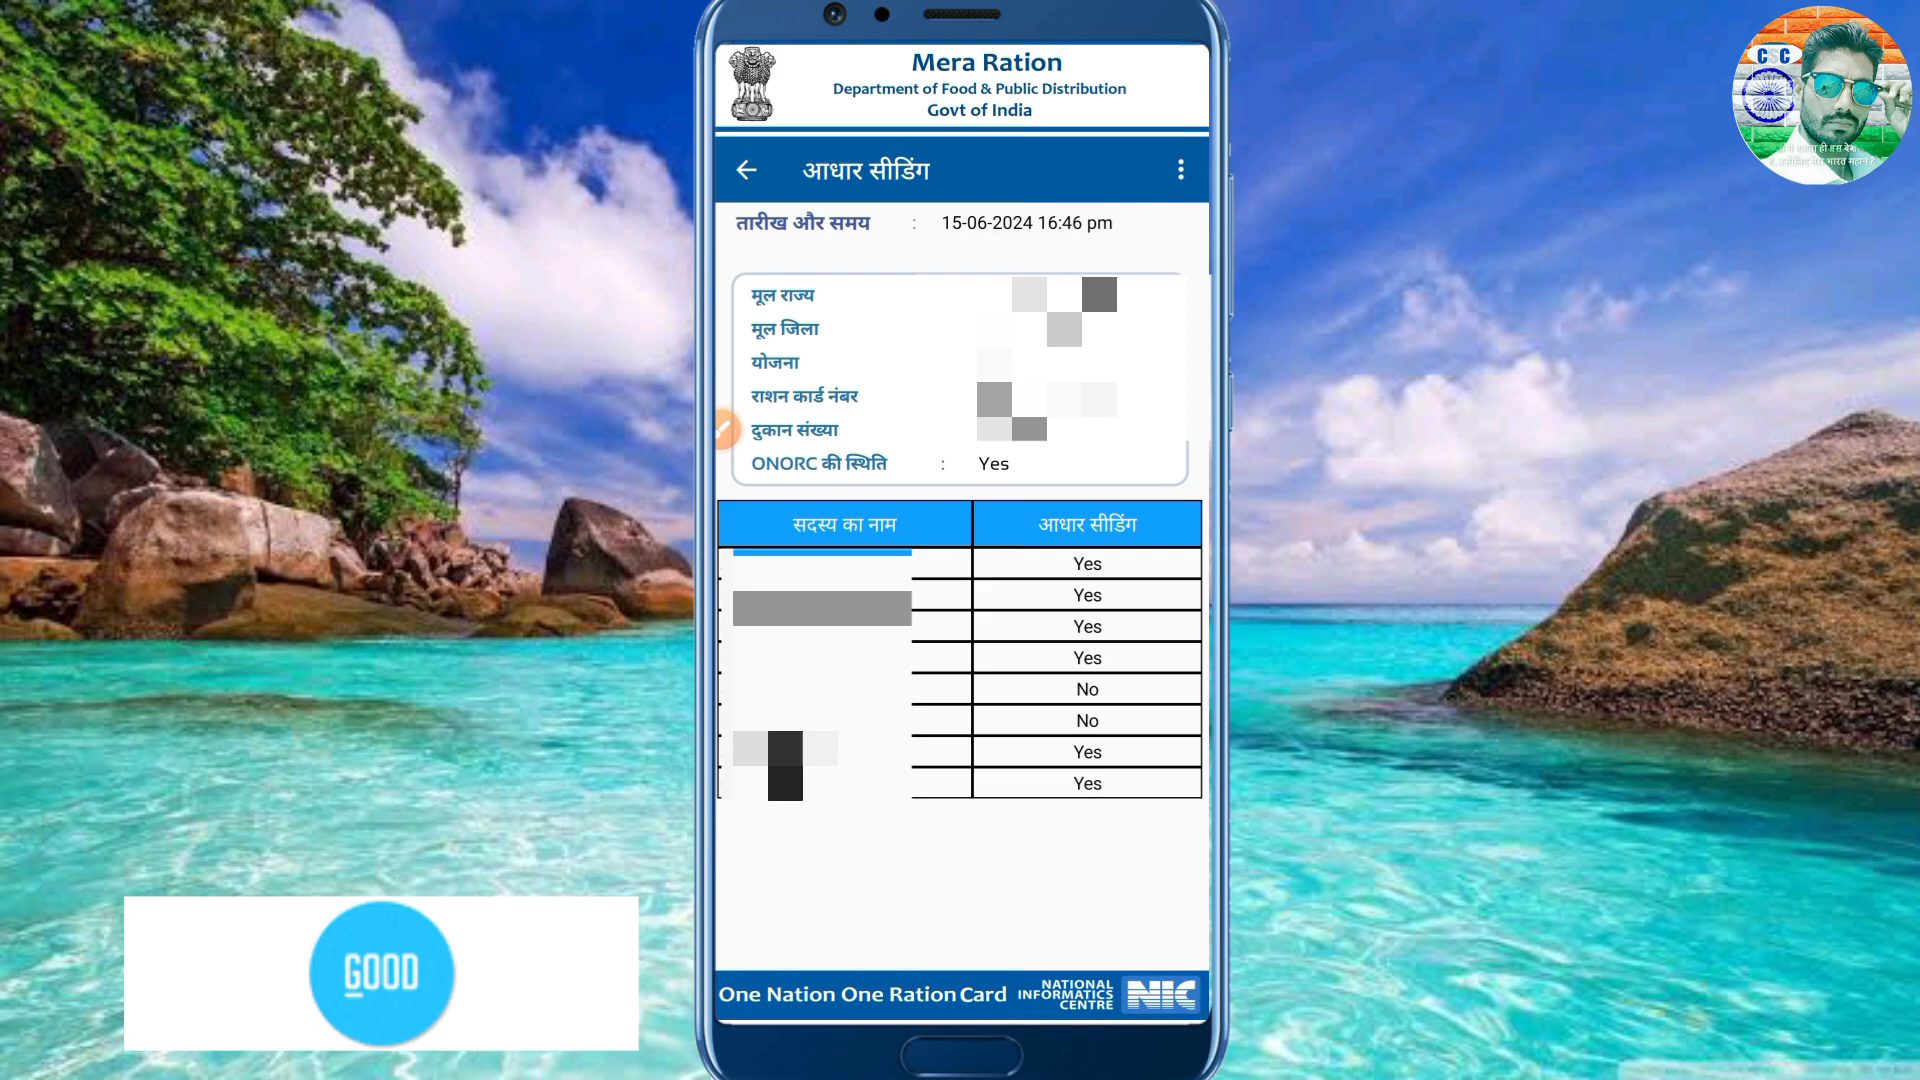 Mera Ration
Department of Food & Public Distribution
Govt of India
आधार सीडिंग
तारीख और समय : 15-06-2024 16:46 pm
मूल राज्य
मूल जिला
योजना
राशन कार्ड नंबर
दुकान संख्या
ONORC की स्थिति : Yes
सदस्य का नाम आधार सीडिंग
Yes
Yes
Yes
Yes
No
No
Yes
Yes
One Nation One Ration Card NATIONAL INFORMATICS CENTRE NIC
GOOD
CSC
भारत महान है